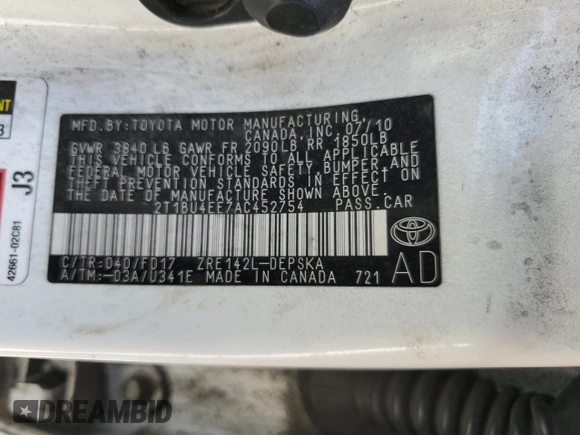 MFD.BY:TOYOTA MOTOR MANUFACTURING,
CANADA,INC. 07/10
GVWR 3840LB GAWR FR 2090LB RR 1850LB
THIS VEHICLE CONFORMS TO ALL APPLICABLE
FEDERAL MOTOR VEHICLE SAFETY, BUMPER AND
THEFT PREVENTION STANDARDS IN EFFECT ON
THE DATE OF MANUFACTURE SHOWN ABOVE.
2T1BU4EE7AC452754 PASS.CAR
C/TR:040/FD17 ZRE142L-DEPSKA
A/TM:-03A/U341E MADE IN CANADA 721
AD
J3
42661-02C81
DREAMBID